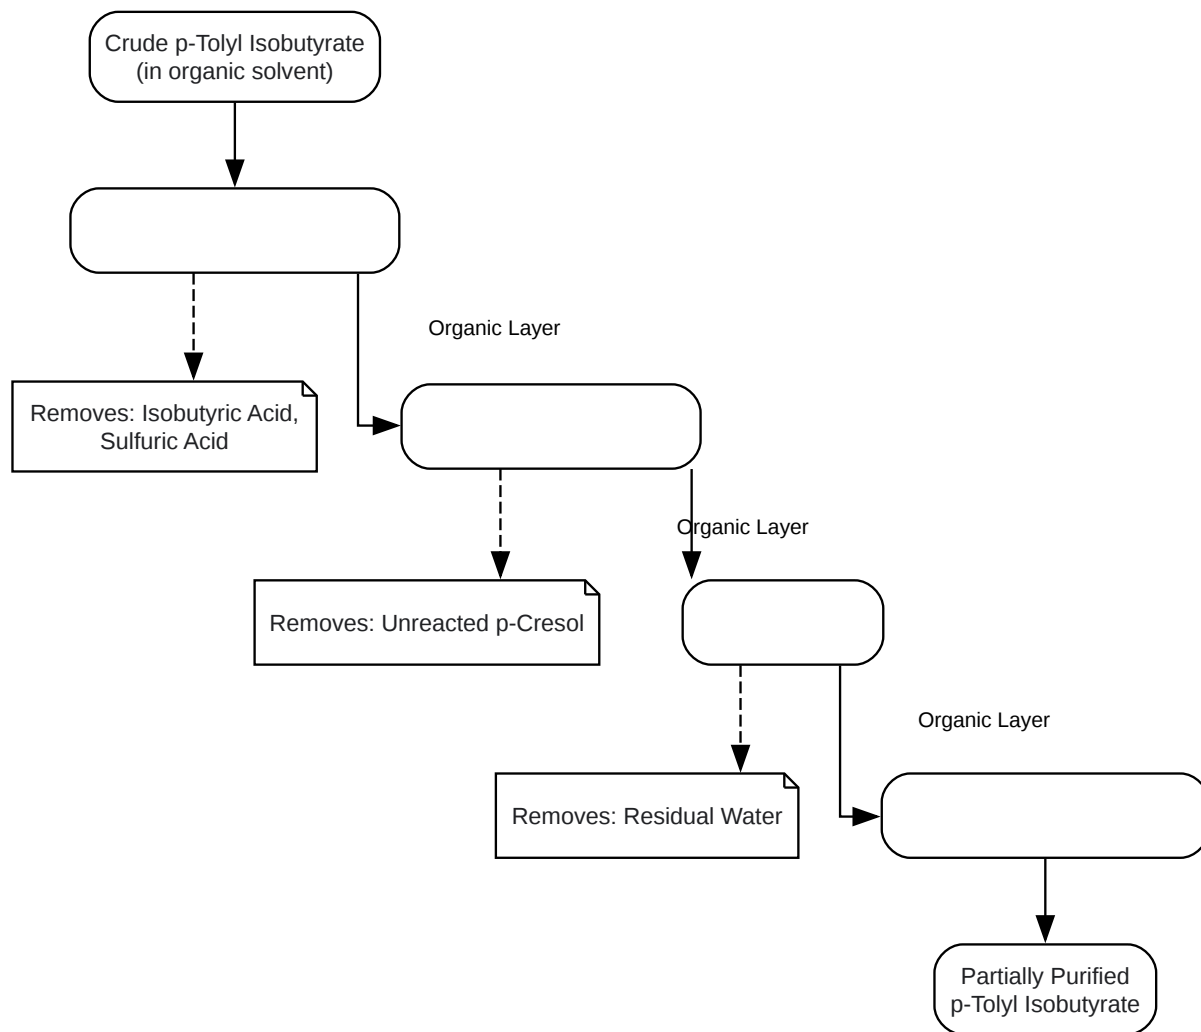 Crude p-Tolyl Isobutyrate
(in organic solvent)
Organic Layer
Removes: Isobutyric Acid,
Sulfuric Acid
Organic Layer
Removes: Unreacted p-Cresol
Organic Layer
Removes: Residual Water
Partially Purified
p-Tolyl Isobutyrate